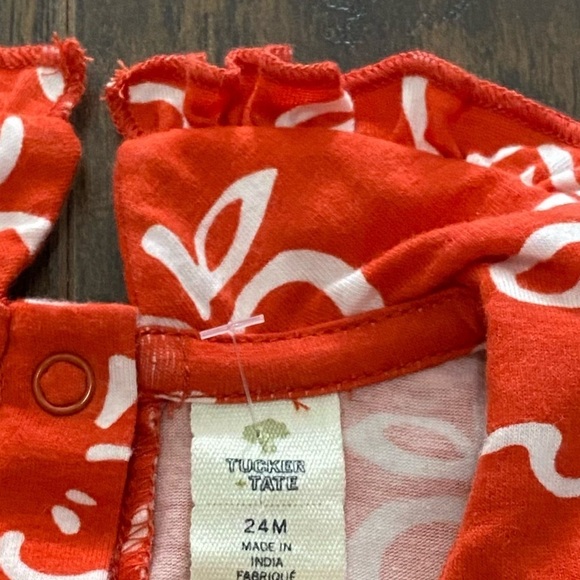 TUCKER
+TATE
24M
MADE IN
INDIA
FABRIQUÉ